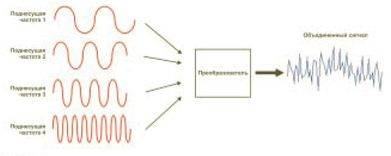 Поднесущая
частота 1
Поднесущая
частота 2
Поднесущая
частота 3
Поднесущая
частота 4
Преобразователь
Объединенный сигнал